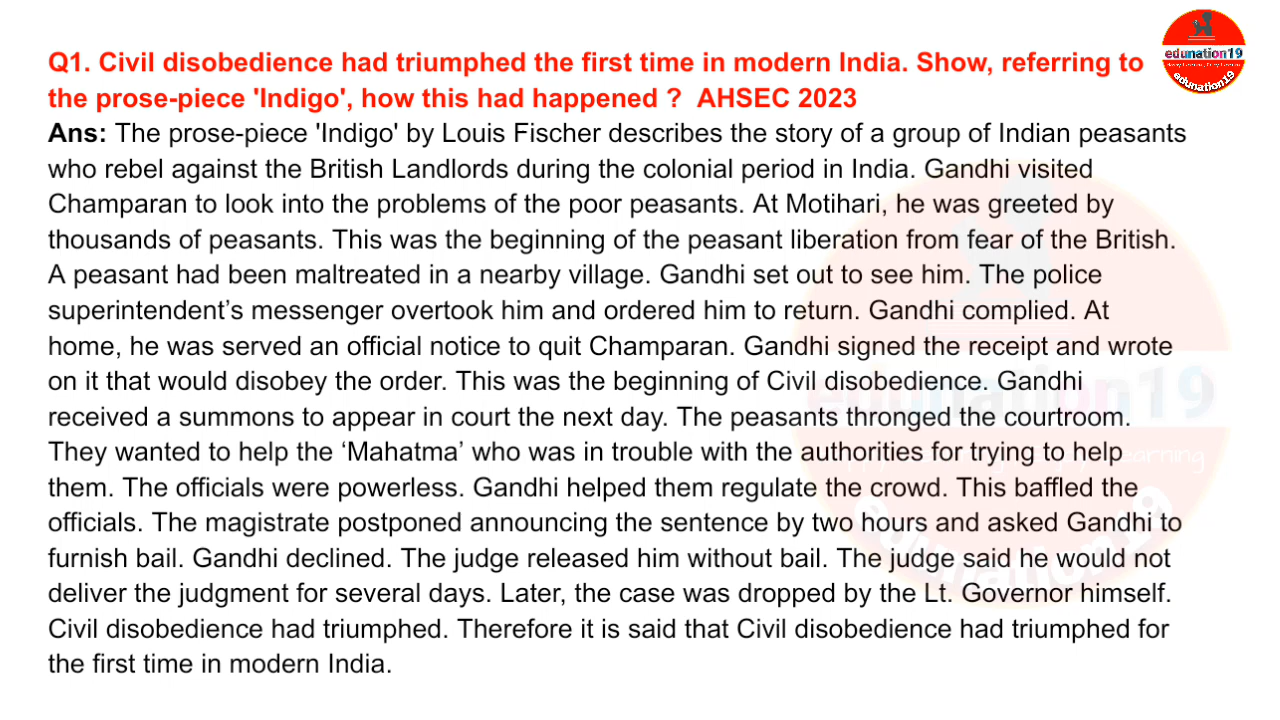 edunation19
edunation19
Q1. Civil disobedience had triumphed the first time in modern India. Show, referring to
the prose-piece 'Indigo', how this had happened ? AHSEC 2023
Ans: The prose-piece 'Indigo' by Louis Fischer describes the story of a group of Indian peasants
who rebel against the British Landlords during the colonial period in India. Gandhi visited
Champaran to look into the problems of the poor peasants. At Motihari, he was greeted by
thousands of peasants. This was the beginning of the peasant liberation from fear of the British.
A peasant had been maltreated in a nearby village. Gandhi set out to see him. The police
superintendent’s messenger overtook him and ordered him to return. Gandhi complied. At
home, he was served an official notice to quit Champaran. Gandhi signed the receipt and wrote
on it that would disobey the order. This was the beginning of Civil disobedience. Gandhi
received a summons to appear in court the next day. The peasants thronged the courtroom.
They wanted to help the ‘Mahatma’ who was in trouble with the authorities for trying to help
them. The officials were powerless. Gandhi helped them regulate the crowd. This baffled the
officials. The magistrate postponed announcing the sentence by two hours and asked Gandhi to
furnish bail. Gandhi declined. The judge released him without bail. The judge said he would not
deliver the judgment for several days. Later, the case was dropped by the Lt. Governor himself.
Civil disobedience had triumphed. Therefore it is said that Civil disobedience had triumphed for
the first time in modern India.
edunation19
edunation19